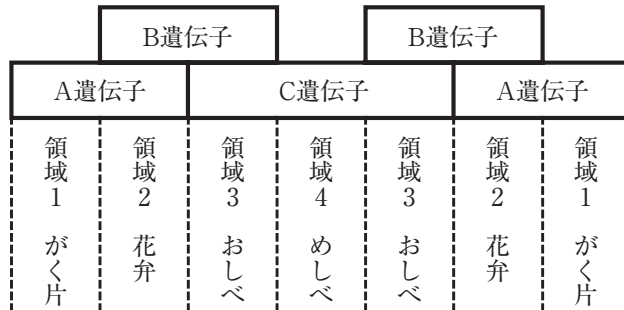 B遺伝子
B遺伝子
A遺伝子
C遺伝子
A遺伝子
領域1 がく片
領域2 花弁
領域3 おしべ
領域4 めしべ
領域3 おしべ
領域2 花弁
領域1 がく片